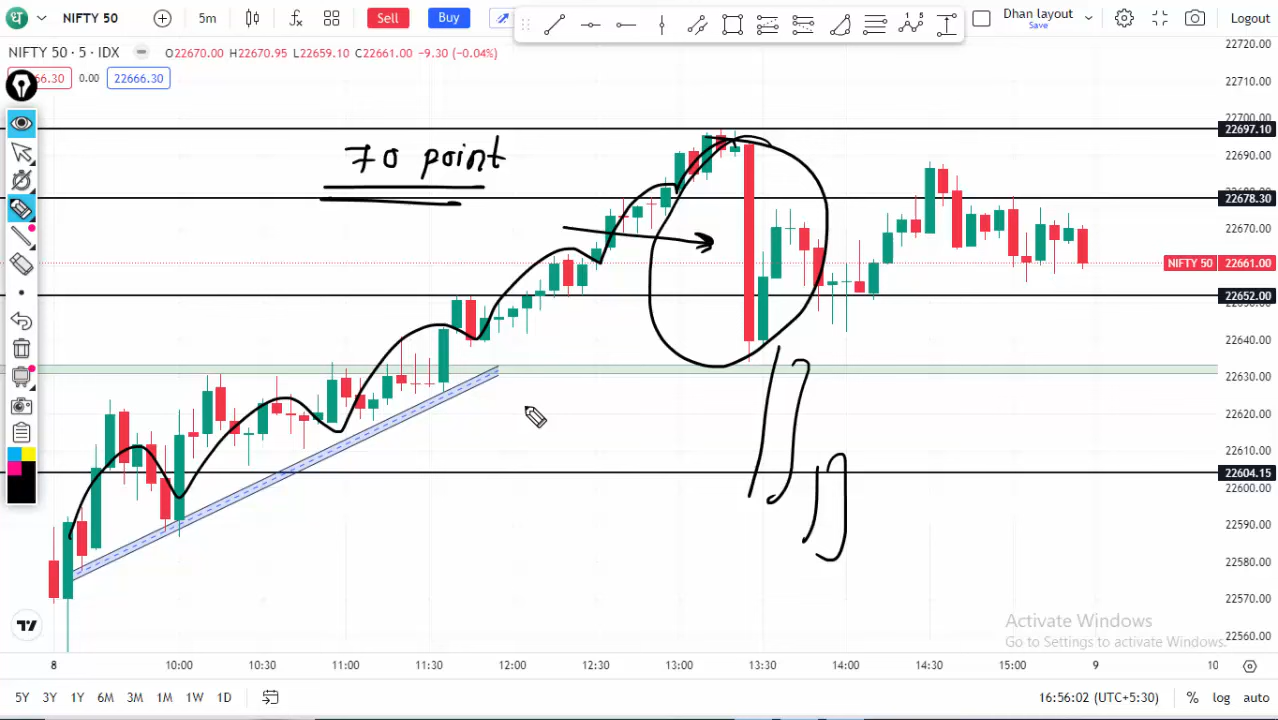 5m
Sell
Buy
Dhan layout
Save
Logout
NIFTY 50 · 5 · IDX
O22670.00 H22670.95 L22659.10 C22661.00 −9.30 (−0.04%)
0.00 22666.30
70 point
22720.00
22710.00
22700.00
22697.10
22690.00
22678.30
22670.00
NIFTY 50 22661.00
22652.00
22640.00
22630.00
22620.00
22610.00
22604.15
22600.00
22590.00
22580.00
22570.00
22560.00
Activate Windows
Go to Settings to activate Windows.
8 10:00 10:30 11:00 11:30 12:00 12:30 13:00 13:30 14:00 14:30 15:00 9 10
5Y 3Y 1Y 6M 3M 1M 1W 1D 16:56:02 (UTC+5:30) % log auto